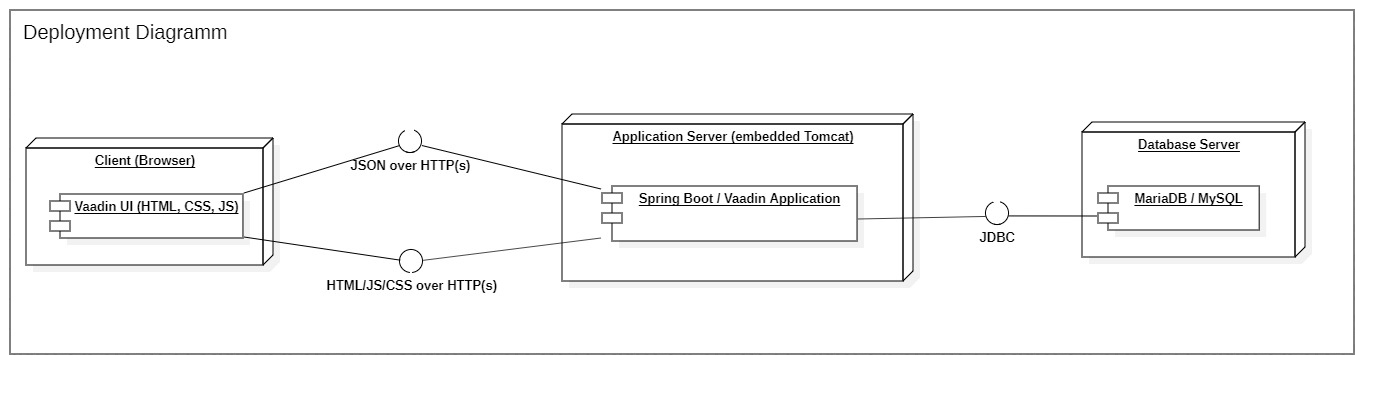 Deployment Diagramm
Client (Browser)
Vaadin UI (HTML, CSS, JS)
JSON over HTTP(s)
HTML/JS/CSS over HTTP(s)
Application Server (embedded Tomcat)
Spring Boot / Vaadin Application
JDBC
Database Server
MariaDB / MySQL